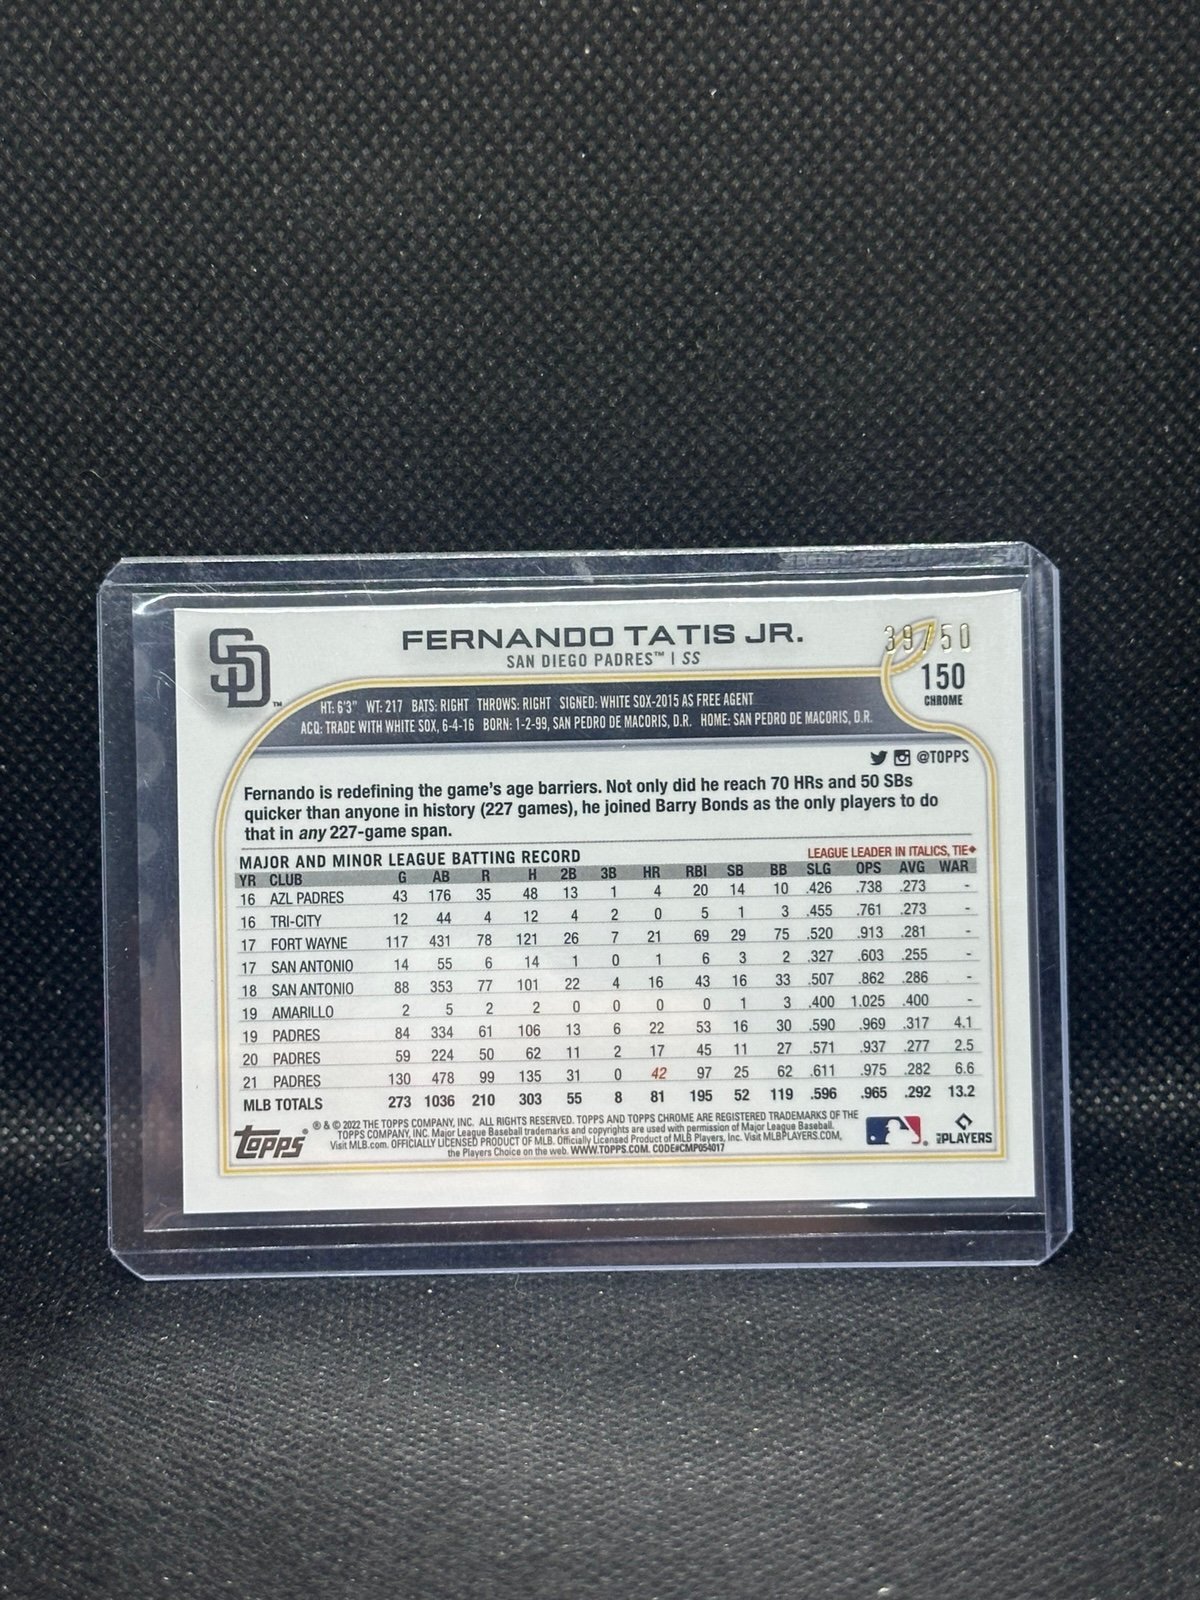 SD™
FERNANDO TATIS JR.
39/50
SAN DIEGO PADRES™ | SS
150
CHROME
HT: 6'3" WT: 217 BATS: RIGHT THROWS: RIGHT SIGNED: WHITE SOX-2015 AS FREE AGENT
ACQ: TRADE WITH WHITE SOX, 6-4-16 BORN: 1-2-99, SAN PEDRO DE MACORIS, D.R. HOME: SAN PEDRO DE MACORIS, D.R.
@TOPPS
Fernando is redefining the game's age barriers. Not only did he reach 70 HRs and 50 SBs
quicker than anyone in history (227 games), he joined Barry Bonds as the only players to do
that in any 227-game span.
MAJOR AND MINOR LEAGUE BATTING RECORD LEAGUE LEADER IN ITALICS, TIE◆
YR CLUB G AB R H 2B 3B HR RBI SB BB SLG OPS AVG WAR
16 AZL PADRES 43 176 35 48 13 1 4 20 14 10 .426 .738 .273 -
16 TRI-CITY 12 44 4 12 4 2 0 5 1 3 .455 .761 .273 -
17 FORT WAYNE 117 431 78 121 26 7 21 69 29 75 .520 .913 .281 -
17 SAN ANTONIO 14 55 6 14 1 0 1 6 3 2 .327 .603 .255 -
18 SAN ANTONIO 88 353 77 101 22 4 16 43 16 33 .507 .862 .286 -
19 AMARILLO 2 5 2 2 0 0 0 0 1 3 .400 1.025 .400 -
19 PADRES 84 334 61 106 13 6 22 53 16 30 .590 .969 .317 4.1
20 PADRES 59 224 50 62 11 2 17 45 11 27 .571 .937 .277 2.5
21 PADRES 130 478 99 135 31 0 42 97 25 62 .611 .975 .282 6.6
MLB TOTALS 273 1036 210 303 55 8 81 195 52 119 .596 .965 .292 13.2
topps®
® & © 2022 THE TOPPS COMPANY, INC. ALL RIGHTS RESERVED. TOPPS AND TOPPS CHROME ARE REGISTERED TRADEMARKS OF THE
TOPPS COMPANY, INC. Major League Baseball trademarks and copyrights are used with permission of Major League Baseball.
Visit MLB.com. OFFICIALLY LICENSED PRODUCT OF MLB. Officially Licensed Product of MLB Players, Inc. Visit MLBPLAYERS.COM,
the Players Choice on the web. WWW.TOPPS.COM. CODE#CMP054017
MLB PLAYERS